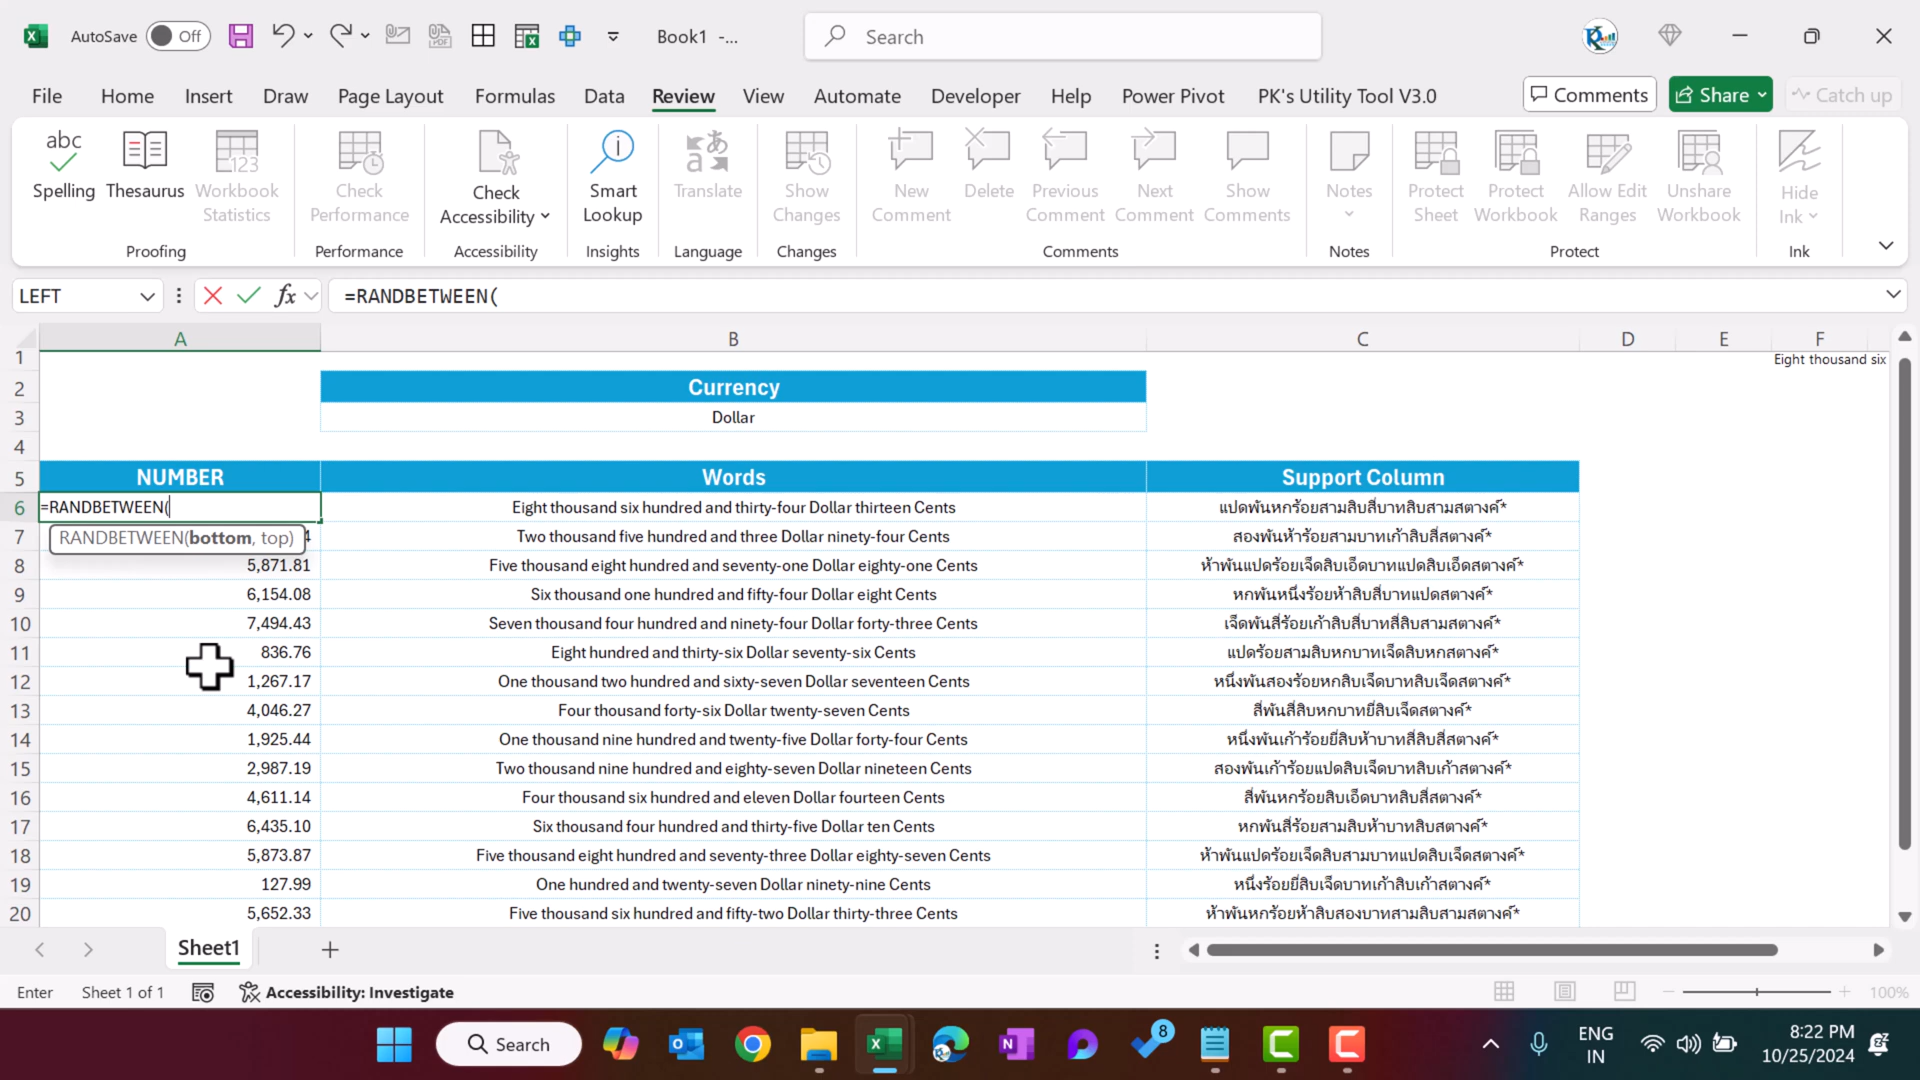 AutoSave Off Book1 -... Search
File Home Insert Draw Page Layout Formulas Data Review View Automate Developer Help Power Pivot PK's Utility Tool V3.0 Comments Share Catch up
abc
Spelling Thesaurus Workbook Statistics
Check Performance
Check Accessibility
Smart Lookup
Translate
Show Changes
New Comment Delete Previous Comment Next Comment Show Comments
Notes
Protect Sheet Protect Workbook Allow Edit Ranges Unshare Workbook
Hide Ink
Proofing Performance Accessibility Insights Language Changes Comments Notes Protect Ink
LEFT fx =RANDBETWEEN(
A B C D E F
1 Eight thousand six
2 Currency
3 Dollar
4
5 NUMBER Words Support Column
6 =RANDBETWEEN( Eight thousand six hundred and thirty-four Dollar thirteen Cents แปดพันหกร้อยสามสิบสี่บาทสิบสามสตางค์*
7 RANDBETWEEN(bottom, top) 4 Two thousand five hundred and three Dollar ninety-four Cents สองพันห้าร้อยสามบาทเก้าสิบสี่สตางค์*
8 5,871.81 Five thousand eight hundred and seventy-one Dollar eighty-one Cents ห้าพันแปดร้อยเจ็ดสิบเอ็ดบาทแปดสิบเอ็ดสตางค์*
9 6,154.08 Six thousand one hundred and fifty-four Dollar eight Cents หกพันหนึ่งร้อยห้าสิบสี่บาทแปดสตางค์*
10 7,494.43 Seven thousand four hundred and ninety-four Dollar forty-three Cents เจ็ดพันสี่ร้อยเก้าสิบสี่บาทสี่สิบสามสตางค์*
11 836.76 Eight hundred and thirty-six Dollar seventy-six Cents แปดร้อยสามสิบหกบาทเจ็ดสิบหกสตางค์*
12 1,267.17 One thousand two hundred and sixty-seven Dollar seventeen Cents หนึ่งพันสองร้อยหกสิบเจ็ดบาทสิบเจ็ดสตางค์*
13 4,046.27 Four thousand forty-six Dollar twenty-seven Cents สี่พันสี่สิบหกบาทยี่สิบเจ็ดสตางค์*
14 1,925.44 One thousand nine hundred and twenty-five Dollar forty-four Cents หนึ่งพันเก้าร้อยยี่สิบห้าบาทสี่สิบสี่สตางค์*
15 2,987.19 Two thousand nine hundred and eighty-seven Dollar nineteen Cents สองพันเก้าร้อยแปดสิบเจ็ดบาทสิบเก้าสตางค์*
16 4,611.14 Four thousand six hundred and eleven Dollar fourteen Cents สี่พันหกร้อยสิบเอ็ดบาทสิบสี่สตางค์*
17 6,435.10 Six thousand four hundred and thirty-five Dollar ten Cents หกพันสี่ร้อยสามสิบห้าบาทสิบสตางค์*
18 5,873.87 Five thousand eight hundred and seventy-three Dollar eighty-seven Cents ห้าพันแปดร้อยเจ็ดสิบสามบาทแปดสิบเจ็ดสตางค์*
19 127.99 One hundred and twenty-seven Dollar ninety-nine Cents หนึ่งร้อยยี่สิบเจ็ดบาทเก้าสิบเก้าสตางค์*
20 5,652.33 Five thousand six hundred and fifty-two Dollar thirty-three Cents ห้าพันหกร้อยห้าสิบสองบาทสามสิบสามสตางค์*
Sheet1
Enter Sheet 1 of 1 Accessibility: Investigate 100%
Search 8 ENG 8:22 PM
IN 10/25/2024